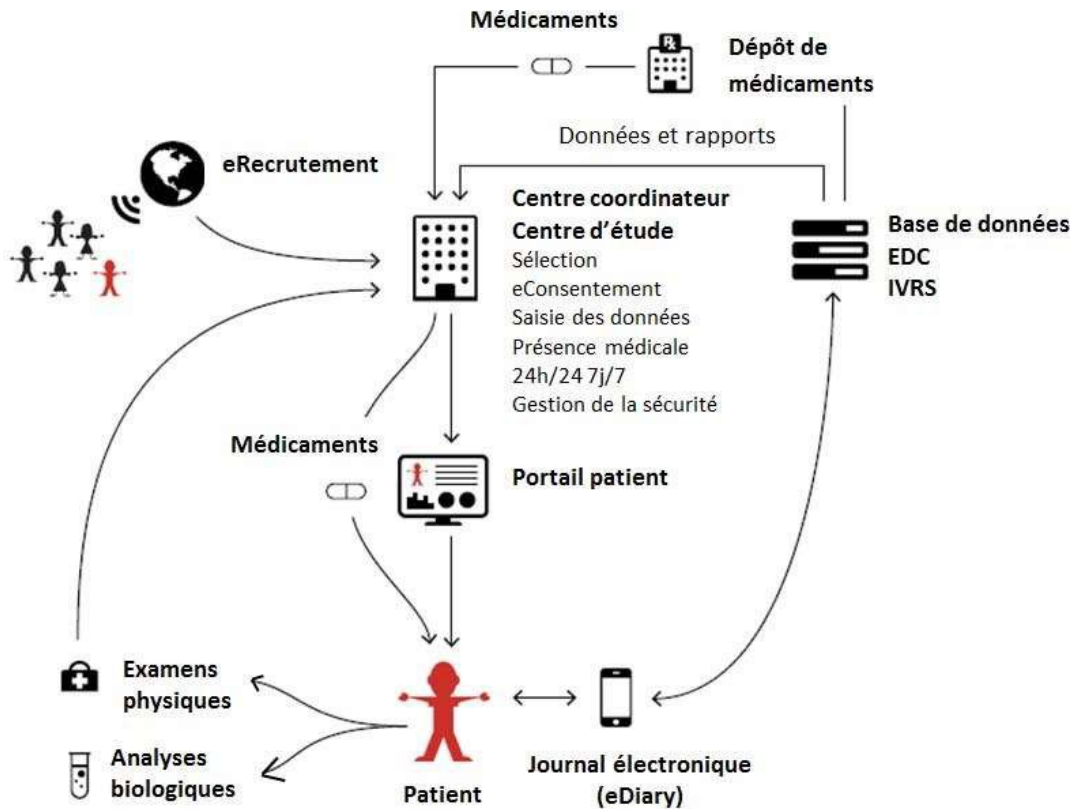 Médicaments
Dépôt de
médicaments
Rx
Données et rapports
eRecrutement
Centre coordinateur
Centre d'étude
Sélection
eConsentement
Saisie des données
Présence médicale
24h/24 7j/7
Gestion de la sécurité
Base de données
EDC
IVRS
Médicaments
Portail patient
Examens
physiques
Analyses
biologiques
Patient
Journal électronique
(eDiary)